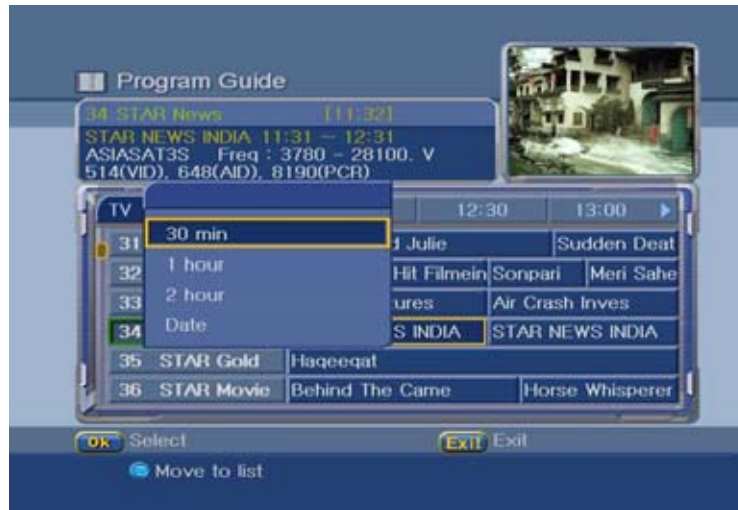 Program Guide
34 STAR News [11:32]
STAR NEWS INDIA 11:31 ~ 12:31
ASIASAT3S Freq : 3780 - 28100. V
514(VID), 648(AID), 8190(PCR)
TV 12:30 13:00
30 min
1 hour
2 hour
Date
31 d Julie Sudden Deat
32 Hit Filmein Sonpari Meri Sahe
33 ures Air Crash Inves
34 S INDIA STAR NEWS INDIA
35 STAR Gold Haqeeqat
36 STAR Movie Behind The Came Horse Whisperer
Ok Select Exit Exit
Move to list